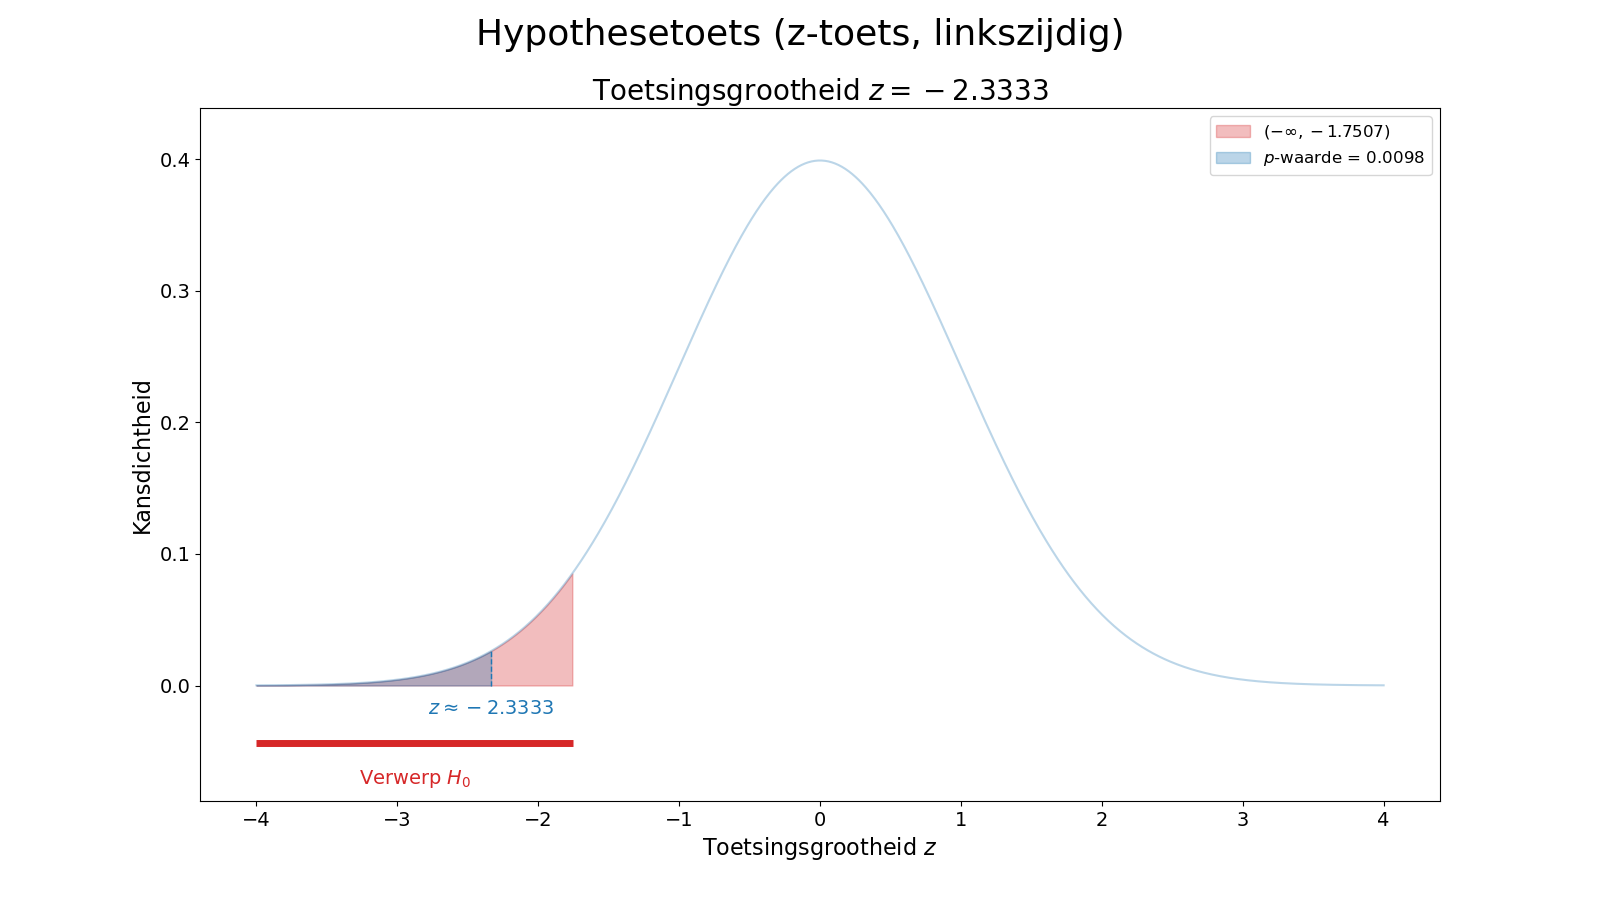 Hypothesetoets (z-toets, linkszijdig)
Toetsingsgrootheid z = −2.3333
(−∞, −1.7507)
p-waarde = 0.0098
Kansdichtheid
0.4
0.3
0.2
0.1
0.0
z ≈ −2.3333
Verwerp H₀
−4 −3 −2 −1 0 1 2 3 4
Toetsingsgrootheid z